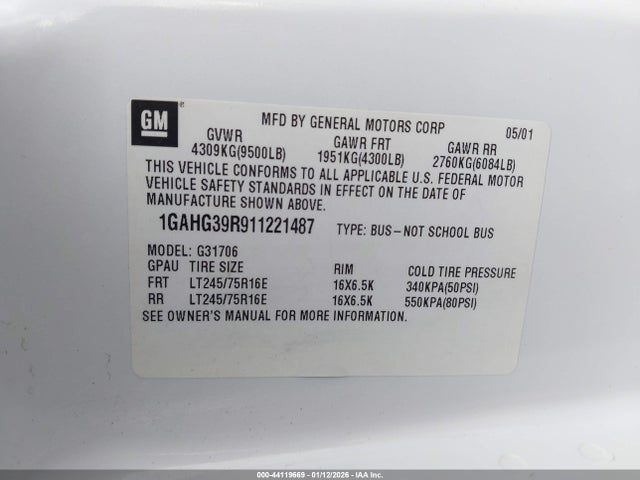 GM
®
MFD BY GENERAL MOTORS CORP 05/01
GVWR GAWR FRT GAWR RR
4309KG(9500LB) 1951KG(4300LB) 2760KG(6084LB)
THIS VEHICLE CONFORMS TO ALL APPLICABLE U.S. FEDERAL MOTOR
VEHICLE SAFETY STANDARDS IN EFFECT ON THE DATE OF
MANUFACTURE SHOWN ABOVE.
1GAHG39R911221487 TYPE: BUS–NOT SCHOOL BUS
MODEL: G31706
GPAU TIRE SIZE RIM COLD TIRE PRESSURE
FRT LT245/75R16E 16X6.5K 340KPA(50PSI)
RR LT245/75R16E 16X6.5K 550KPA(80PSI)
SEE OWNER'S MANUAL FOR MORE INFORMATION.
000-44119669 - 01/12/2026 - IAAI.CA